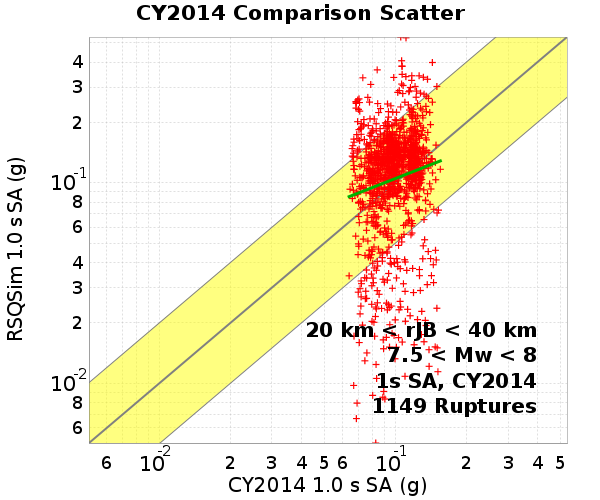 CY2014 Comparison Scatter
RSQSim 1.0 s SA (g)
4
3
2
10⁻¹
8
6
4
3
2
10⁻²
8
6
20 km < rJB < 40 km
7.5 < Mw < 8
1s SA, CY2014
1149 Ruptures
6 10⁻² 2 3 4 5 6 10⁻¹ 2 3 4 5
CY2014 1.0 s SA (g)